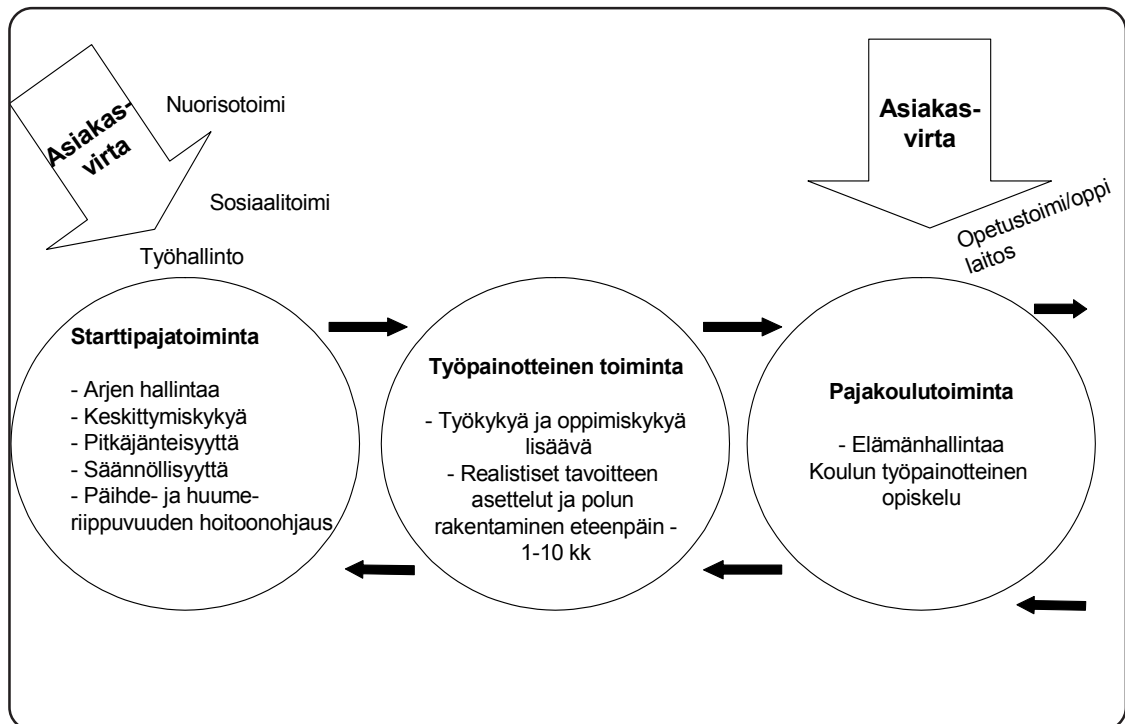 Asiakas-
virta
Nuorisotoimi
Sosiaalitoimi
Työhallinto
Asiakas-
virta
Opetustoimi/oppi
laitos
Starttipajatoiminta
- Arjen hallintaa
- Keskittymiskykyä
- Pitkäjänteisyyttä
- Säännöllisyyttä
- Päihde- ja huume-
riippuvuuden hoitoonohjaus
Työpainotteinen toiminta
- Työkykyä ja oppimiskykyä
lisäävä
- Realistiset tavoitteen
asettelut ja polun
rakentaminen eteenpäin -
1-10 kk
Pajakoulutoiminta
- Elämänhallintaa
Koulun työpainotteinen
opiskelu